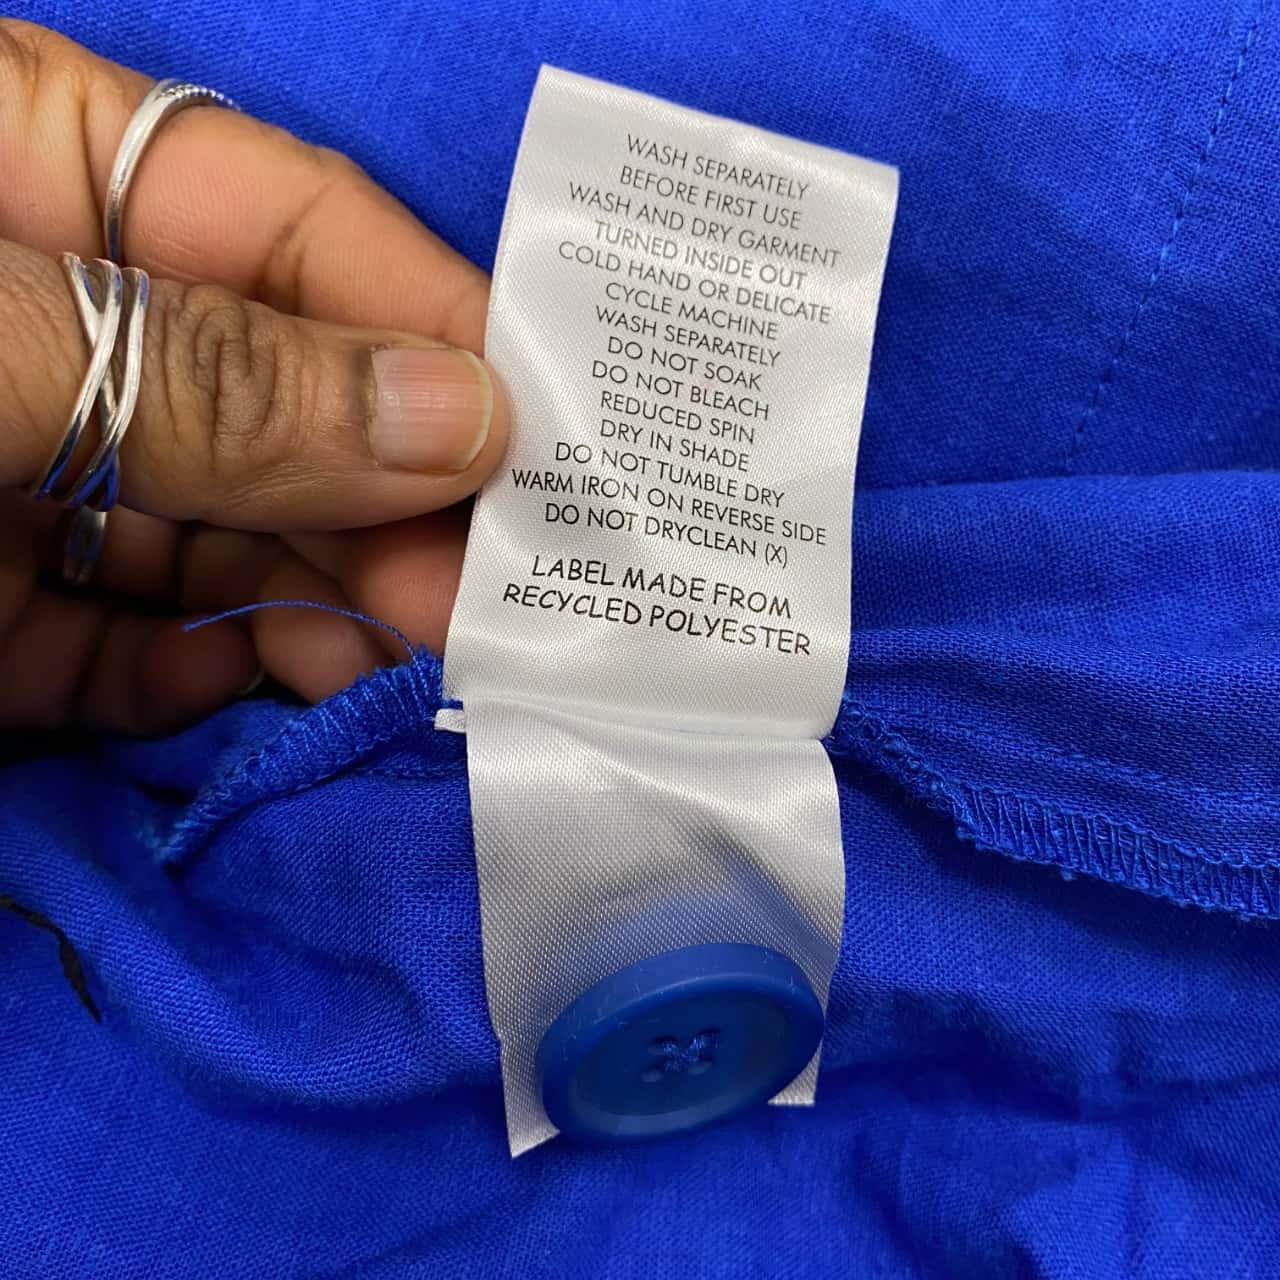 WASH SEPARATELY
BEFORE FIRST USE
WASH AND DRY GARMENT
TURNED INSIDE OUT
COLD HAND OR DELICATE
CYCLE MACHINE
WASH SEPARATELY
DO NOT SOAK
DO NOT BLEACH
REDUCED SPIN
DRY IN SHADE
DO NOT TUMBLE DRY
WARM IRON ON REVERSE SIDE
DO NOT DRYCLEAN (X)
LABEL MADE FROM
RECYCLED POLYESTER